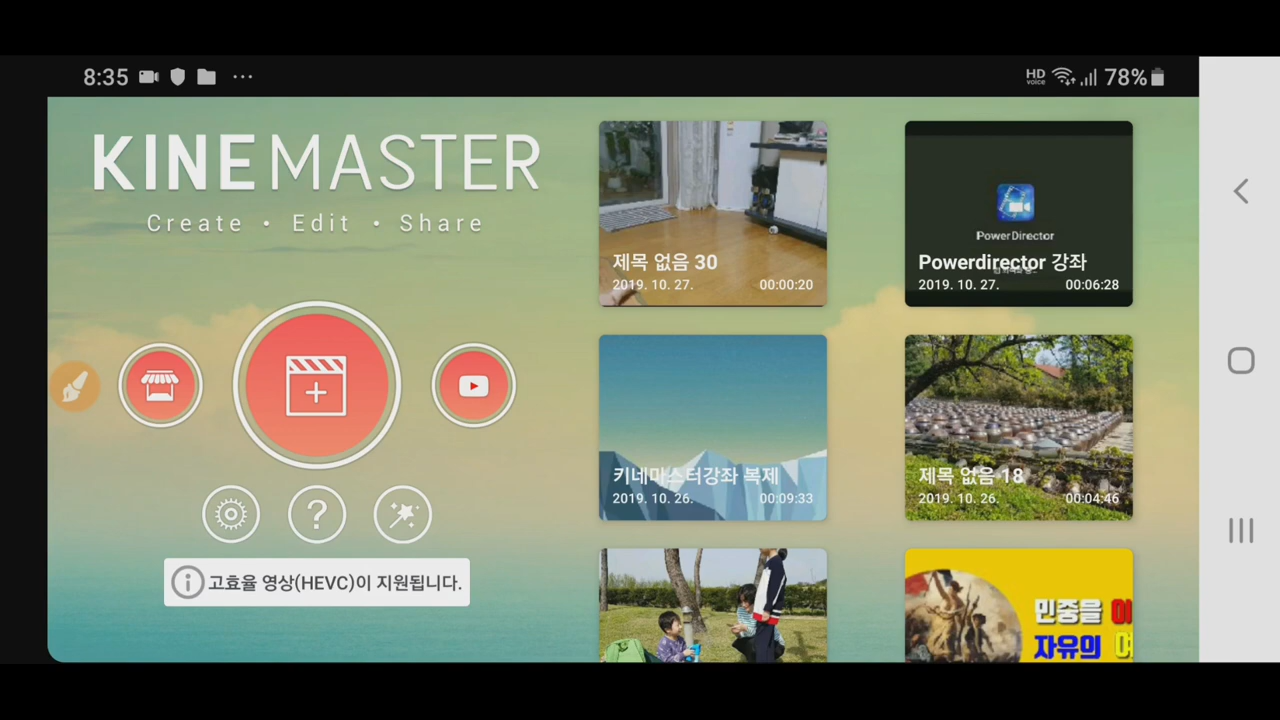 8:35
HD voice 78%
KINEMASTER
Create • Edit • Share
고효율 영상(HEVC)이 지원됩니다.
제목 없음 30
2019. 10. 27. 00:00:20
PowerDirector
Powerdirector 강좌
2019. 10. 27. 00:06:28
키네마스터강좌 복제
2019. 10. 26. 00:09:33
제목 없음 18
2019. 10. 26. 00:04:46
민중을 이
자유의 여